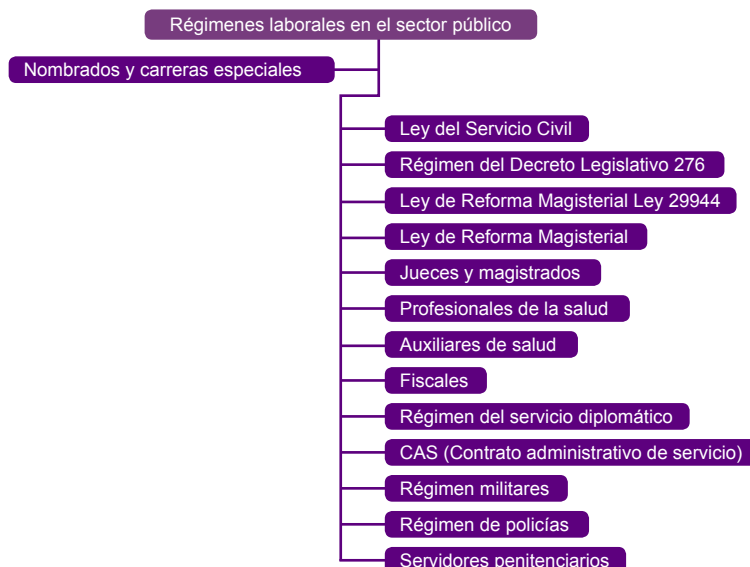 Régimenes laborales en el sector público
Nombrados y carreras especiales
Ley del Servicio Civil
Régimen del Decreto Legislativo 276
Ley de Reforma Magisterial Ley 29944
Ley de Reforma Magisterial
Jueces y magistrados
Profesionales de la salud
Auxiliares de salud
Fiscales
Régimen del servicio diplomático
CAS (Contrato administrativo de servicio)
Régimen militares
Régimen de policías
Servidores penitenciarios